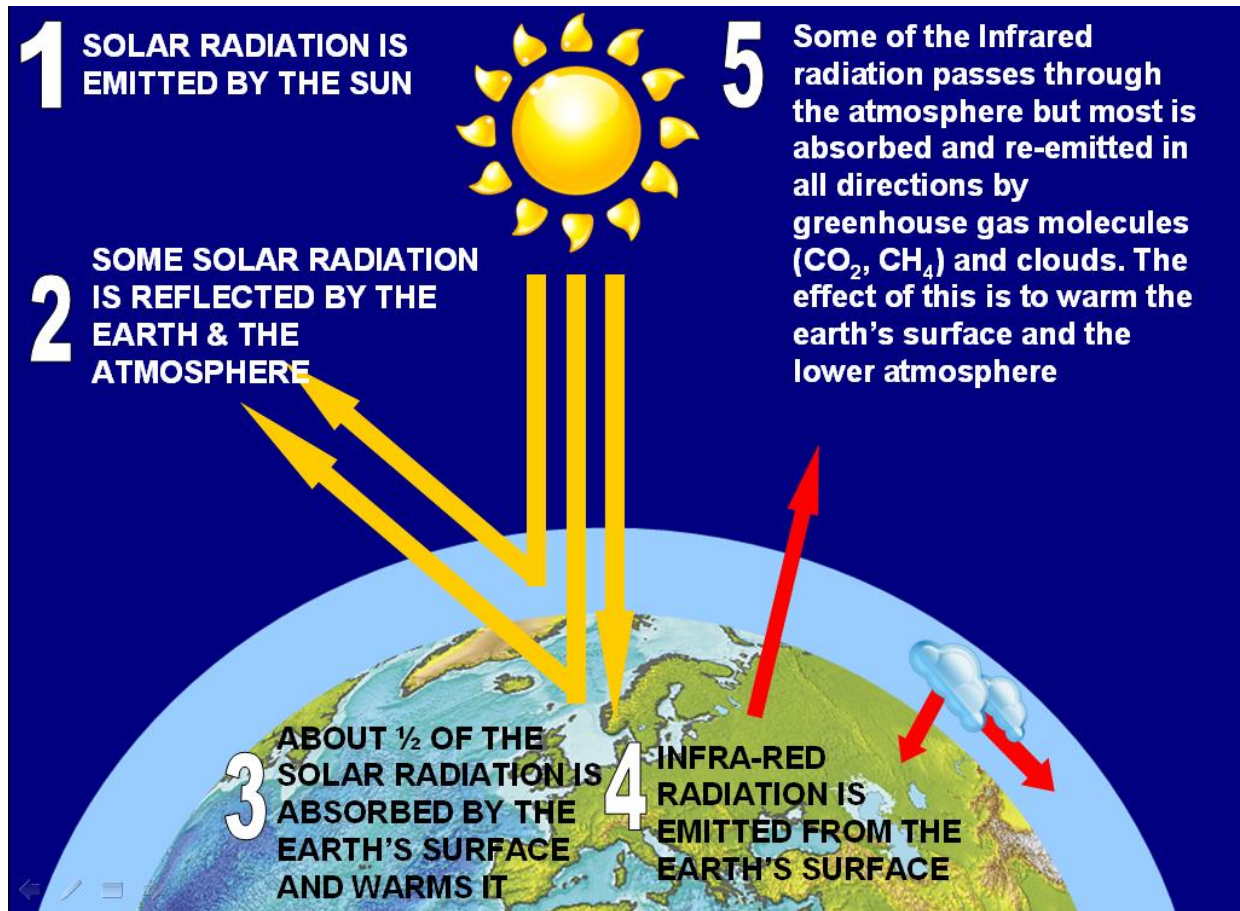 1
SOLAR RADIATION IS
EMITTED BY THE SUN
2
SOME SOLAR RADIATION
IS REFLECTED BY THE
EARTH & THE
ATMOSPHERE
3
ABOUT ½ OF THE
SOLAR RADIATION IS
ABSORBED BY THE
EARTH'S SURFACE
AND WARMS IT
4
INFRA-RED
RADIATION IS
EMITTED FROM THE
EARTH'S SURFACE
5
Some of the Infrared
radiation passes through
the atmosphere but most is
absorbed and re-emitted in
all directions by
greenhouse gas molecules
(CO₂, CH₄) and clouds. The
effect of this is to warm the
earth's surface and the
lower atmosphere